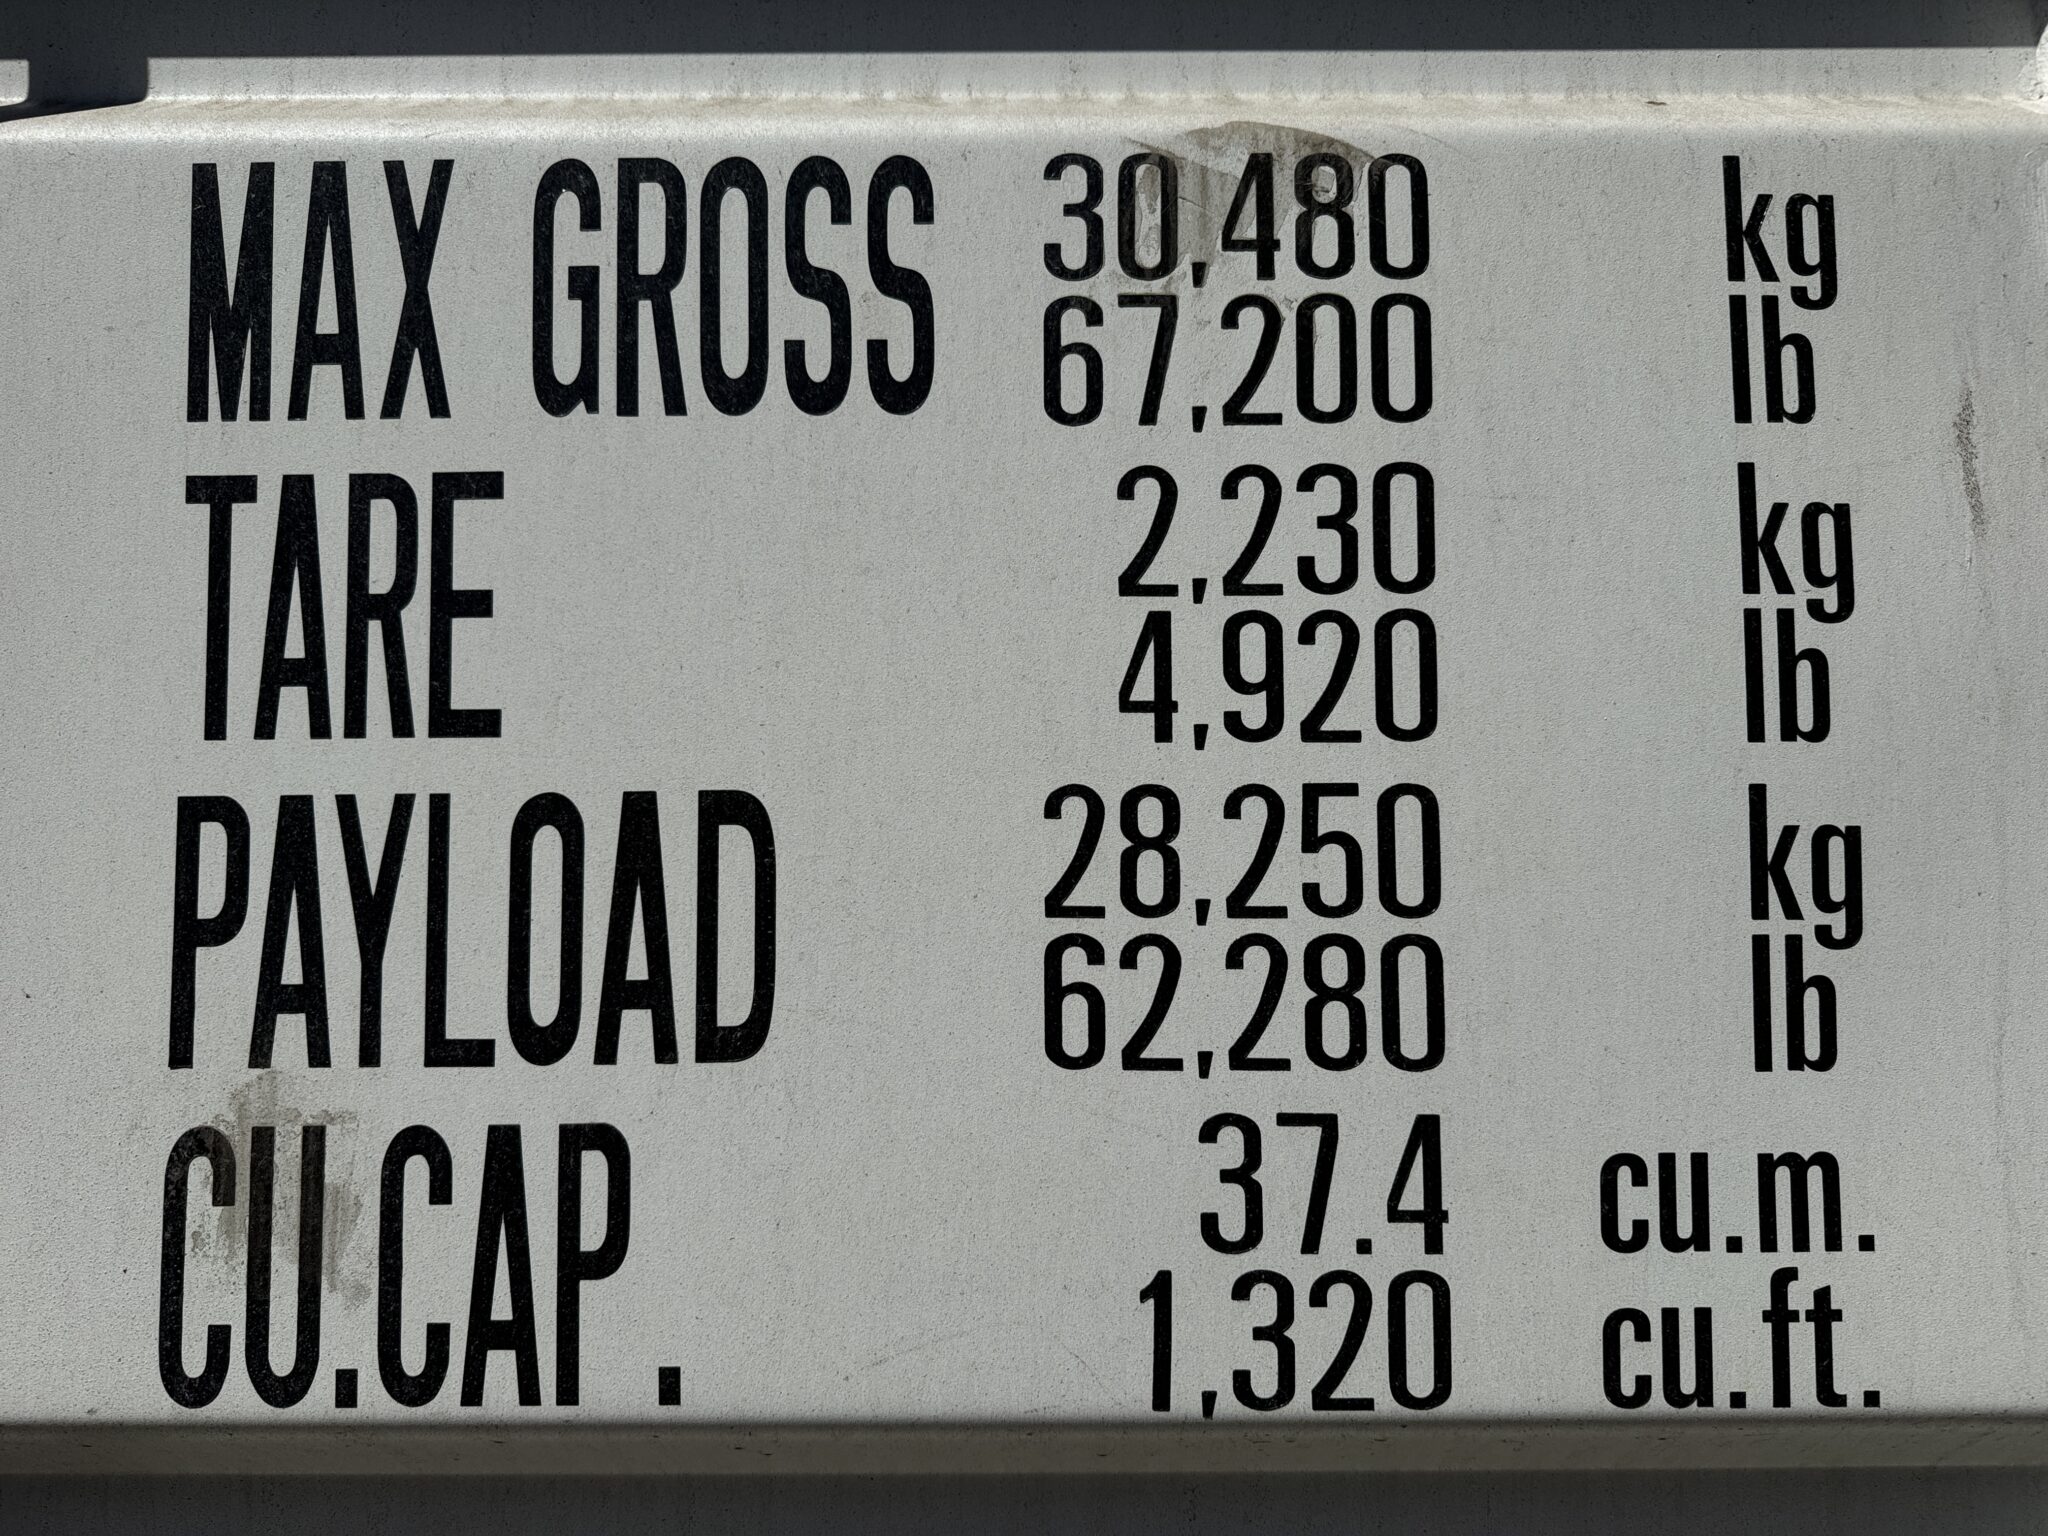 MAX GROSS 30,480 kg
67,200 lb
TARE 2,230 kg
4,920 lb
PAYLOAD 28,250 kg
62,280 lb
CU.CAP. 37.4 cu.m.
1,320 cu.ft.